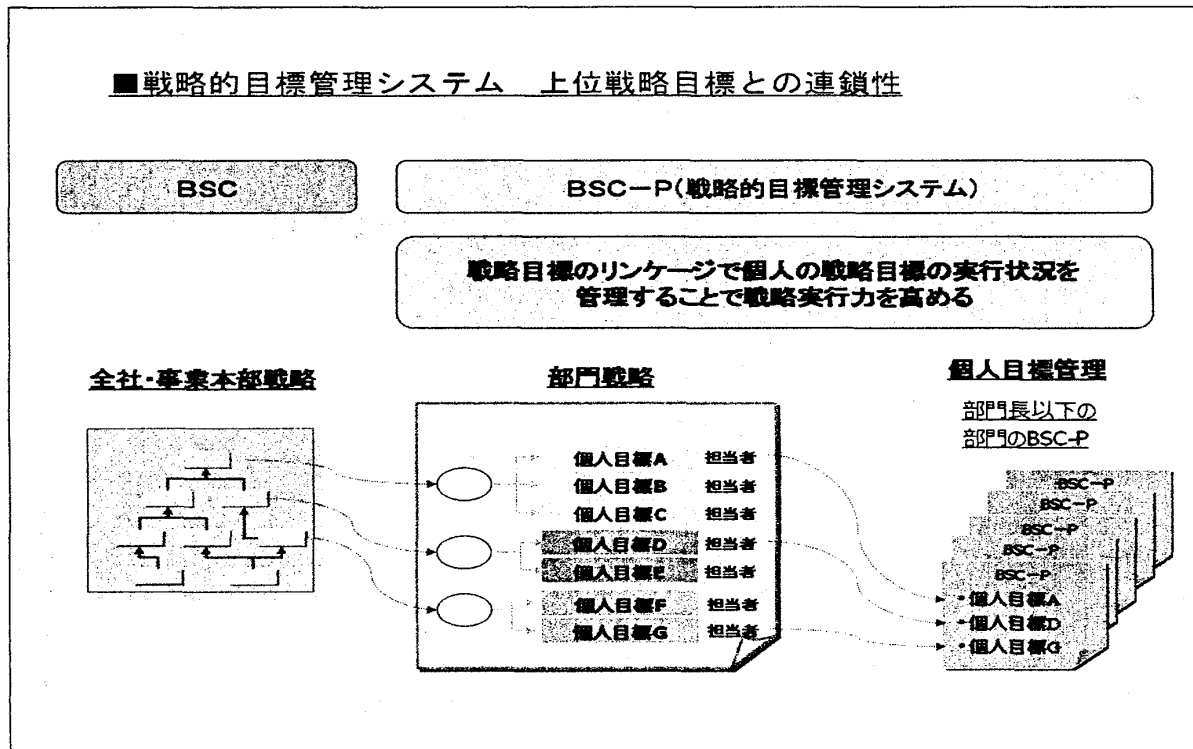 ■戦略的目標管理システム　上位戦略目標との連鎖性
BSC
BSC－P(戦略的目標管理システム)
戦略目標のリンケージで個人の戦略目標の実行状況を
管理することで戦略実行力を高める
全社・事業本部戦略
部門戦略
個人目標管理
部門長以下の
部門のBSC-P
個人目標A　担当者
個人目標B　担当者
個人目標C　担当者
個人目標D　担当者
個人目標E　担当者
個人目標F　担当者
個人目標G　担当者
BSC－P
BSC－P
BSC－P
BSC－P
BSC－P
・個人目標A
・個人目標D
・個人目標G